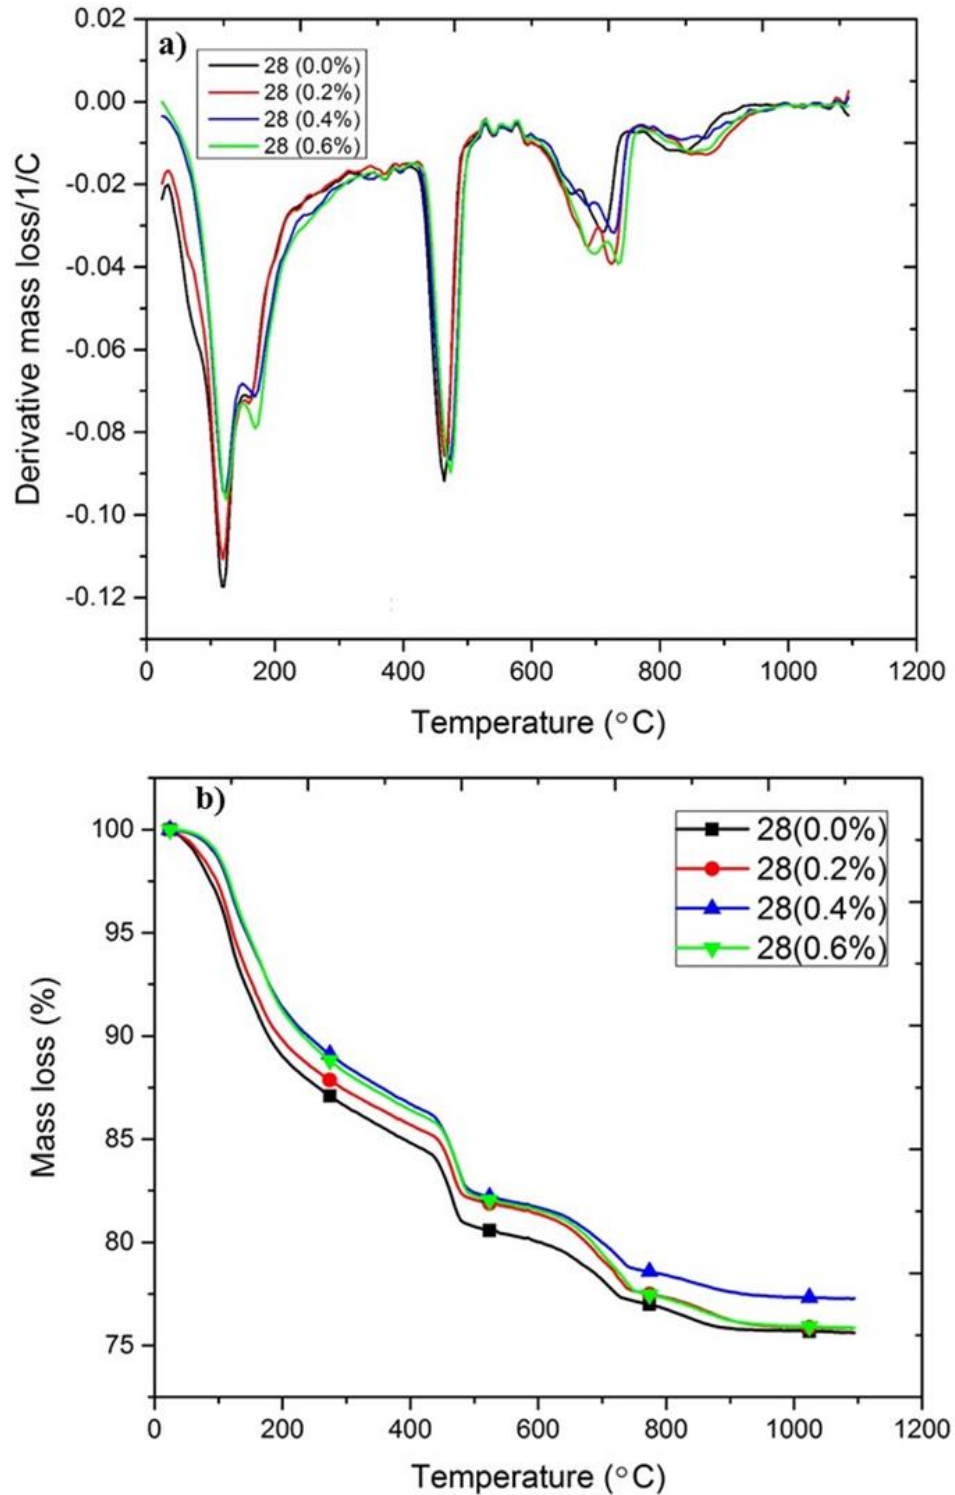 a)
28 (0.0%)
28 (0.2%)
28 (0.4%)
28 (0.6%)
0.02
0.00
-0.02
-0.04
-0.06
-0.08
-0.10
-0.12
Derivative mass loss/1/C
0 200 400 600 800 1000 1200
Temperature (°C)
b)
28(0.0%)
28(0.2%)
28(0.4%)
28(0.6%)
100
95
90
85
80
75
Mass loss (%)
0 200 400 600 800 1000 1200
Temperature (°C)